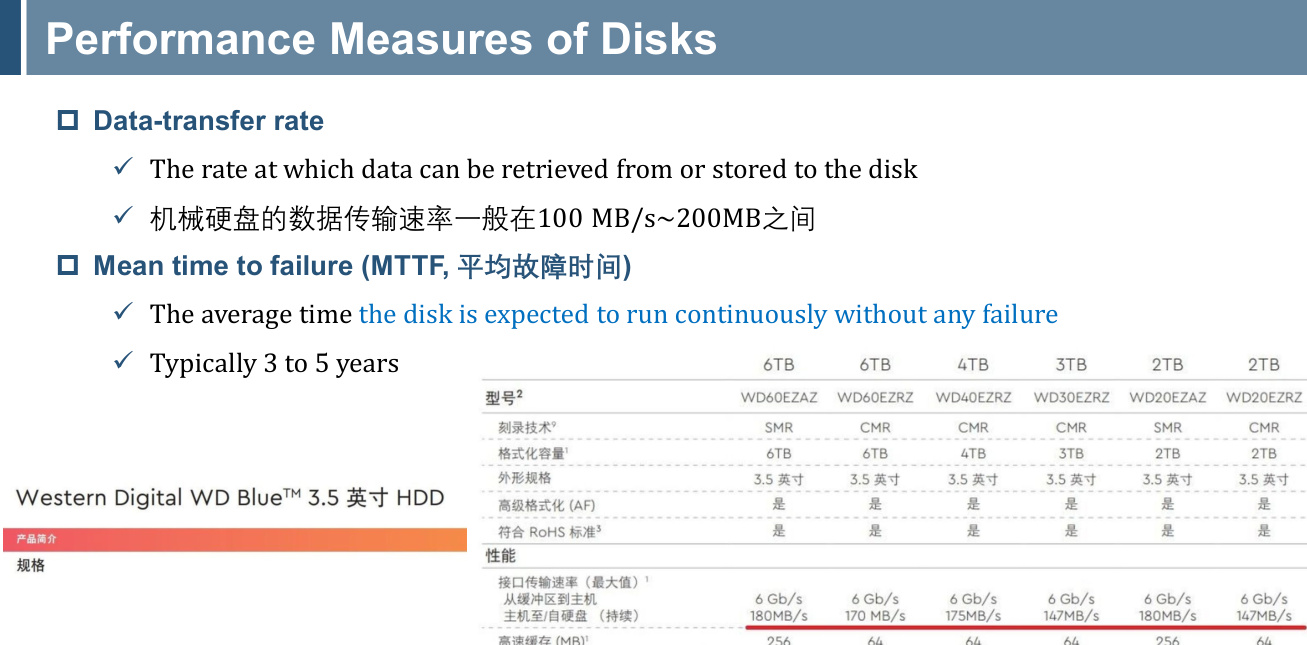 Performance Measures of Disks
Data-transfer rate
✓ The rate at which data can be retrieved from or stored to the disk
✓ 机械硬盘的数据传输速率一般在100 MB/s~200MB之间
Mean time to failure (MTTF, 平均故障时间)
✓ The average time the disk is expected to run continuously without any failure
✓ Typically 3 to 5 years
Western Digital WD Blue™ 3.5 英寸 HDD
产品简介
规格
6TB 6TB 4TB 3TB 2TB 2TB
型号² WD60EZAZ WD60EZRZ WD40EZRZ WD30EZRZ WD20EZAZ WD20EZRZ
刻录技术⁹ SMR CMR CMR CMR SMR CMR
格式化容量¹ 6TB 6TB 4TB 3TB 2TB 2TB
外形规格 3.5 英寸 3.5 英寸 3.5 英寸 3.5 英寸 3.5 英寸 3.5 英寸
高级格式化 (AF) 是 是 是 是 是 是
符合 RoHS 标准³ 是 是 是 是 是 是
性能
接口传输速率（最大值）¹
从缓冲区到主机 6 Gb/s 6 Gb/s 6 Gb/s 6 Gb/s 6 Gb/s 6 Gb/s
主机至/自硬盘 （持续） 180MB/s 170 MB/s 175MB/s 147MB/s 180MB/s 147MB/s
高速缓存 (MB)¹ 256 64 64 64 256 64